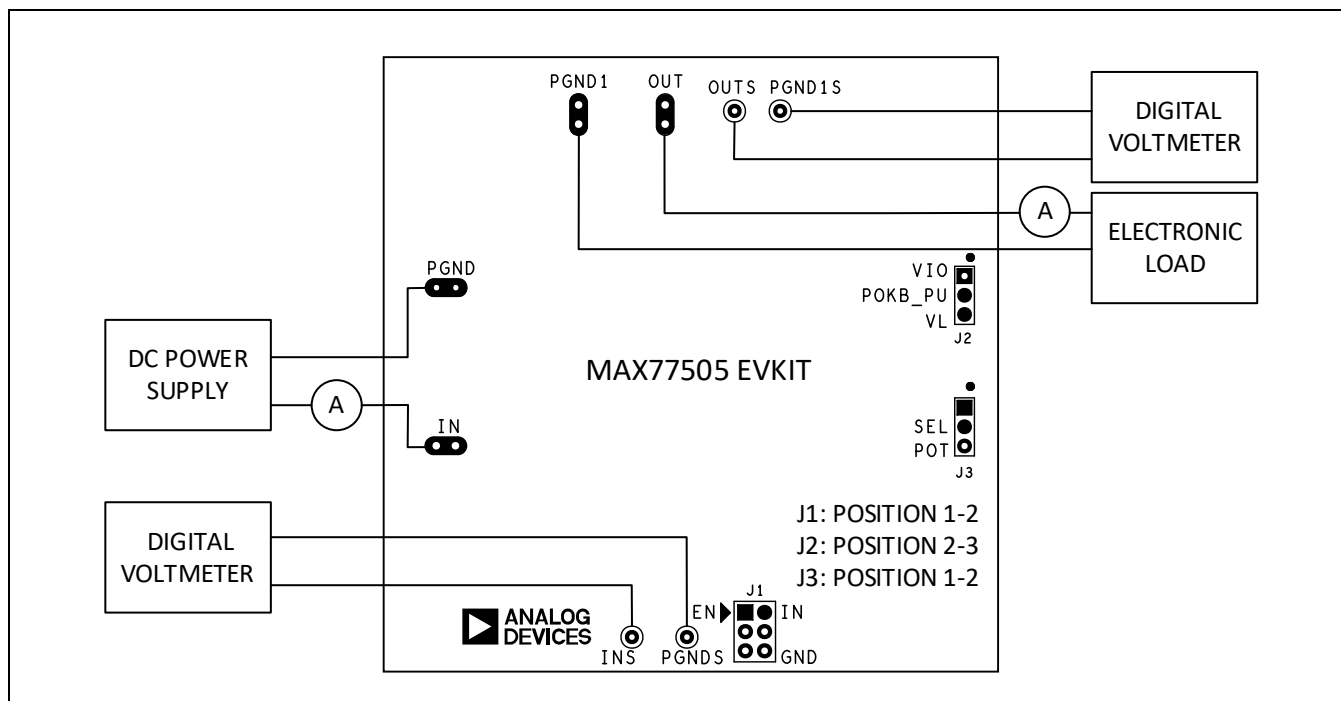 PGND1
OUT
OUTS
PGND1S
DIGITAL
VOLTMETER
A
ELECTRONIC
LOAD
PGND
VIO
POKB_PU
VL
J2
DC POWER
SUPPLY
A
IN
MAX77505 EVKIT
SEL
POT
J3
J1: POSITION 1-2
J2: POSITION 2-3
J3: POSITION 1-2
DIGITAL
VOLTMETER
J1
EN
IN
ANALOG
DEVICES
INS
PGNDS
GND